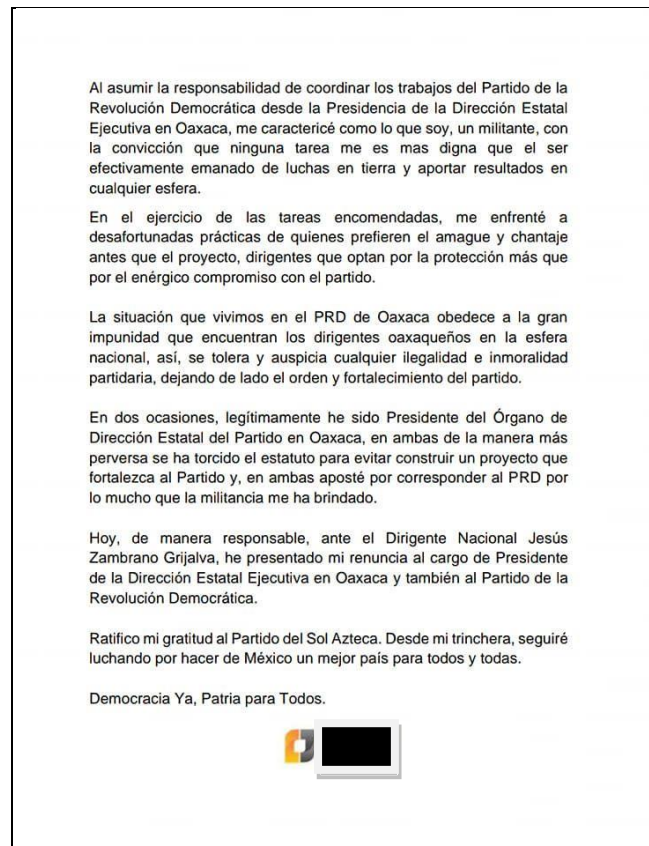 Al asumir la responsabilidad de coordinar los trabajos del Partido de la
Revolución Democrática desde la Presidencia de la Dirección Estatal
Ejecutiva en Oaxaca, me caractericé como lo que soy, un militante, con
la convicción que ninguna tarea me es mas digna que el ser
efectivamente emanado de luchas en tierra y aportar resultados en
cualquier esfera.
En el ejercicio de las tareas encomendadas, me enfrenté a
desafortunadas prácticas de quienes prefieren el amague y chantaje
antes que el proyecto, dirigentes que optan por la protección más que
por el enérgico compromiso con el partido.
La situación que vivimos en el PRD de Oaxaca obedece a la gran
impunidad que encuentran los dirigentes oaxaqueños en la esfera
nacional, así, se tolera y auspicia cualquier ilegalidad e inmoralidad
partidaria, dejando de lado el orden y fortalecimiento del partido.
En dos ocasiones, legítimamente he sido Presidente del Órgano de
Dirección Estatal del Partido en Oaxaca, en ambas de la manera más
perversa se ha torcido el estatuto para evitar construir un proyecto que
fortalezca al Partido y, en ambas aposté por corresponder al PRD por
lo mucho que la militancia me ha brindado.
Hoy, de manera responsable, ante el Dirigente Nacional Jesús
Zambrano Grijalva, he presentado mi renuncia al cargo de Presidente
de la Dirección Estatal Ejecutiva en Oaxaca y también al Partido de la
Revolución Democrática.
Ratifico mi gratitud al Partido del Sol Azteca. Desde mi trinchera, seguiré
luchando por hacer de México un mejor país para todos y todas.
Democracia Ya, Patria para Todos.